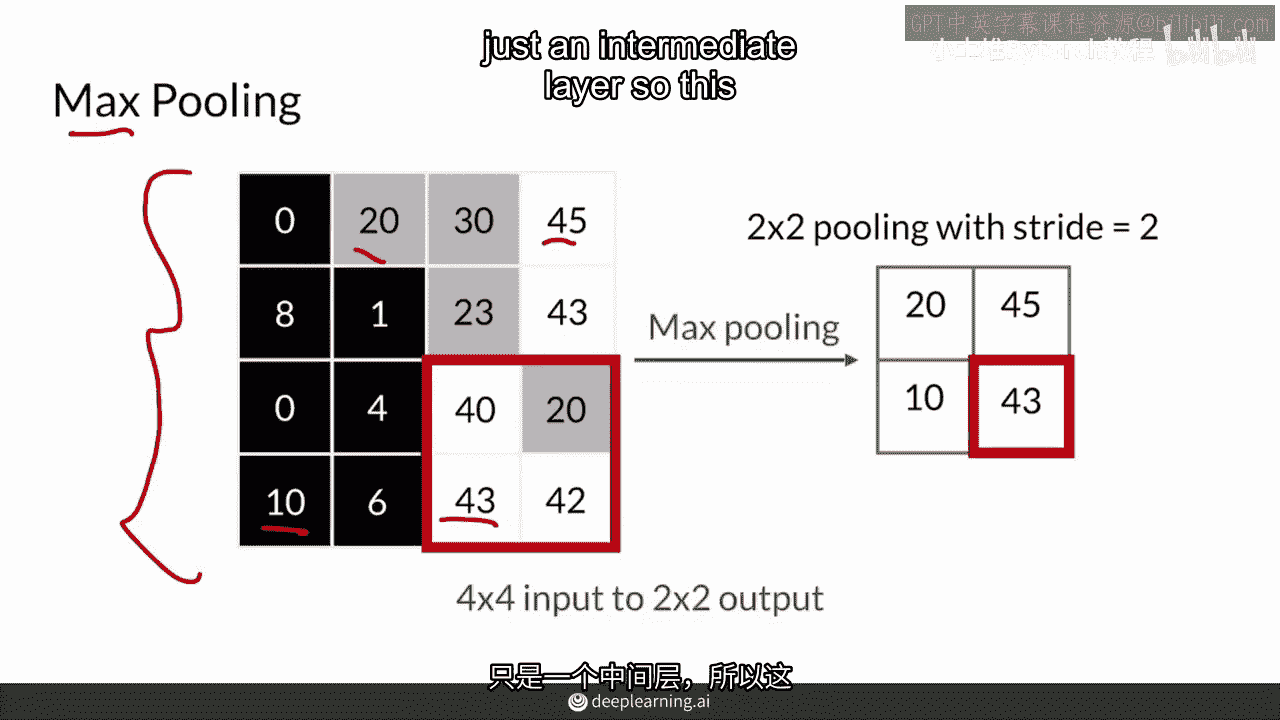 GPT中英字幕课程资源@bilibili.com
just an intermediate
layer so this
Max Pooling
0 20 30 45
8 1 23 43
0 4 40 20
10 6 43 42
2x2 pooling with stride = 2
Max pooling
20 45
10 43
4x4 input to 2x2 output
只是一个中间层，所以这
deeplearning.ai